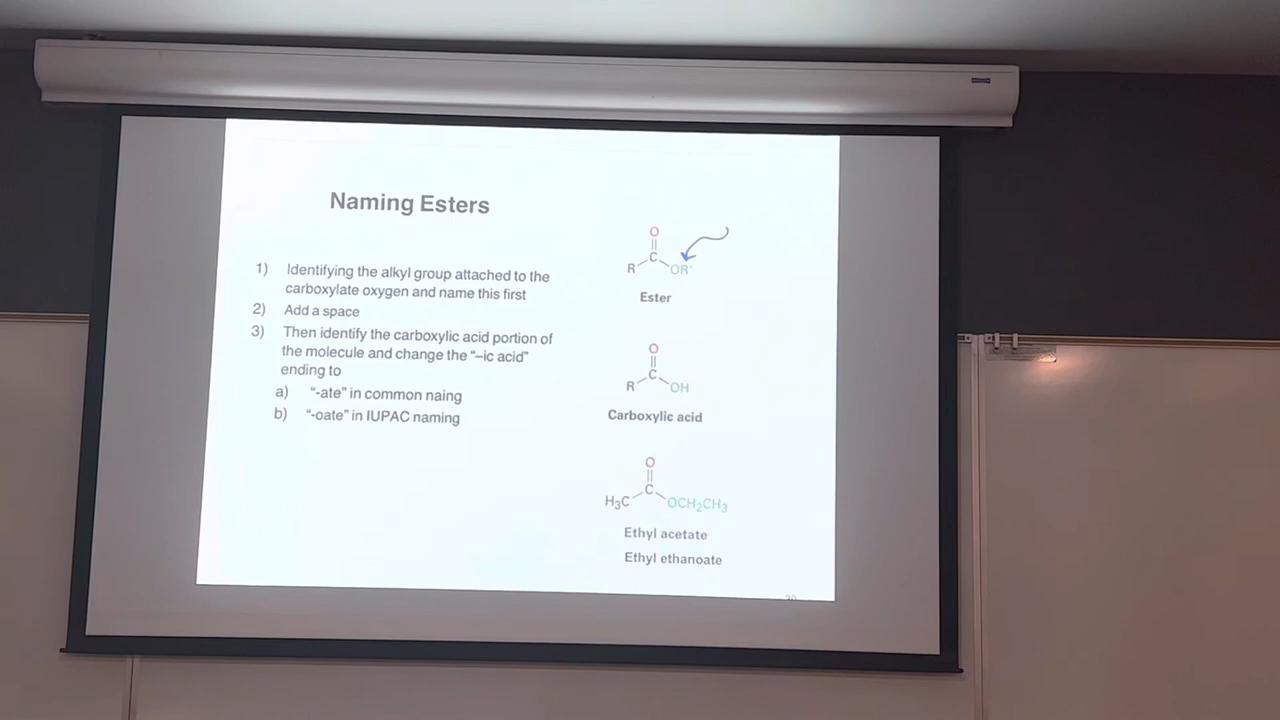 Naming Esters
1) Identifying the alkyl group attached to the
carboxylate oxygen and name this first
2) Add a space
3) Then identify the carboxylic acid portion of
the molecule and change the “–ic acid”
ending to
a) “-ate” in common naing
b) “-oate” in IUPAC naming
O
C
R OR'
Ester
O
C
R OH
Carboxylic acid
O
C
H₃C OCH₂CH₃
Ethyl acetate
Ethyl ethanoate